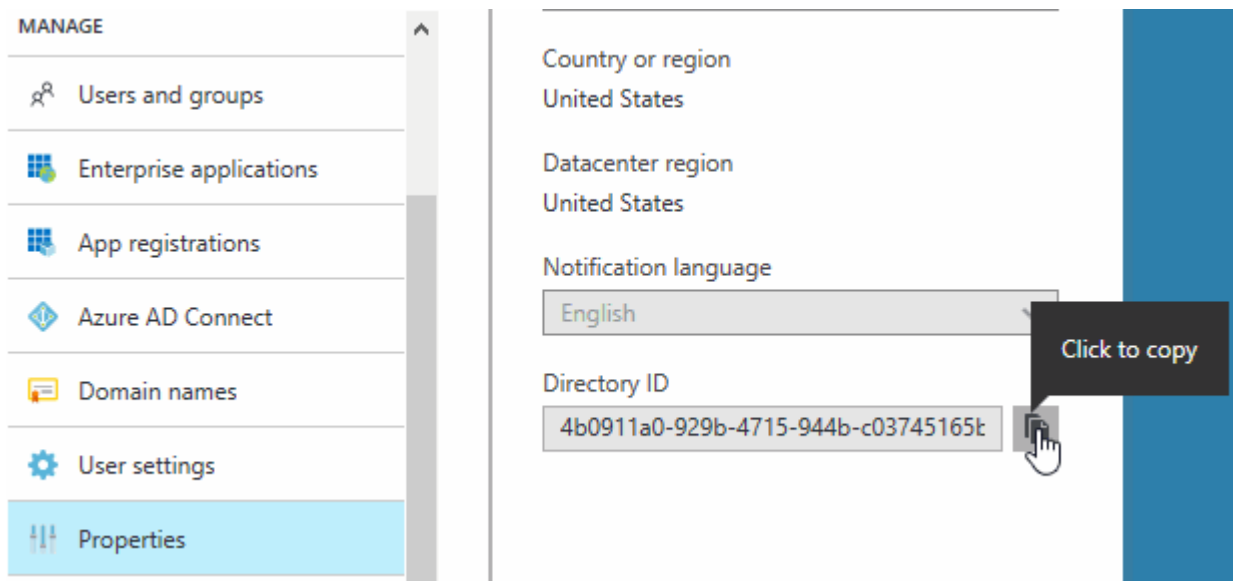 MANAGE
Users and groups
Enterprise applications
App registrations
Azure AD Connect
Domain names
User settings
Properties
Country or region
United States
Datacenter region
United States
Notification language
English
Click to copy
Directory ID
4b0911a0-929b-4715-944b-c03745165b